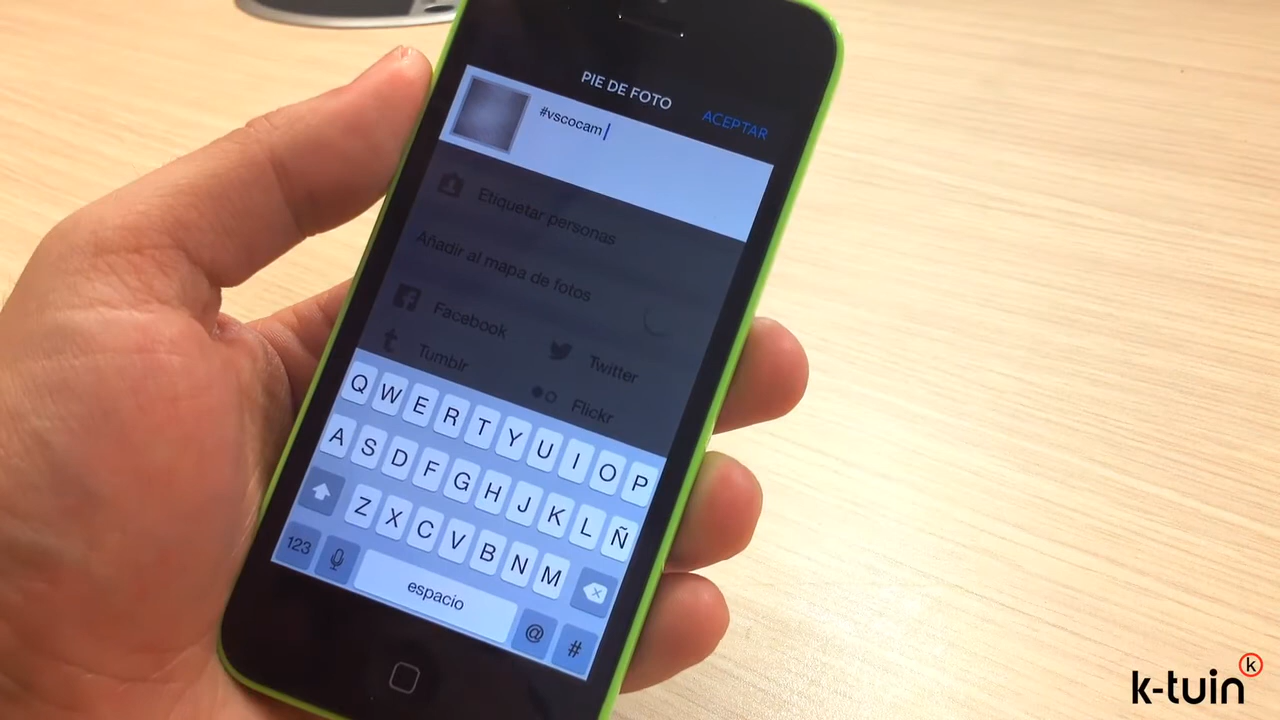 PIE DE FOTO
ACEPTAR
#vscocam
Etiquetar personas
Añadir al mapa de fotos
Facebook
Twitter
Tumblr
Flickr
Q W E R T Y U I O P
A S D F G H J K L Ñ
Z X C V B N M
123 espacio @ #
k-tuin k